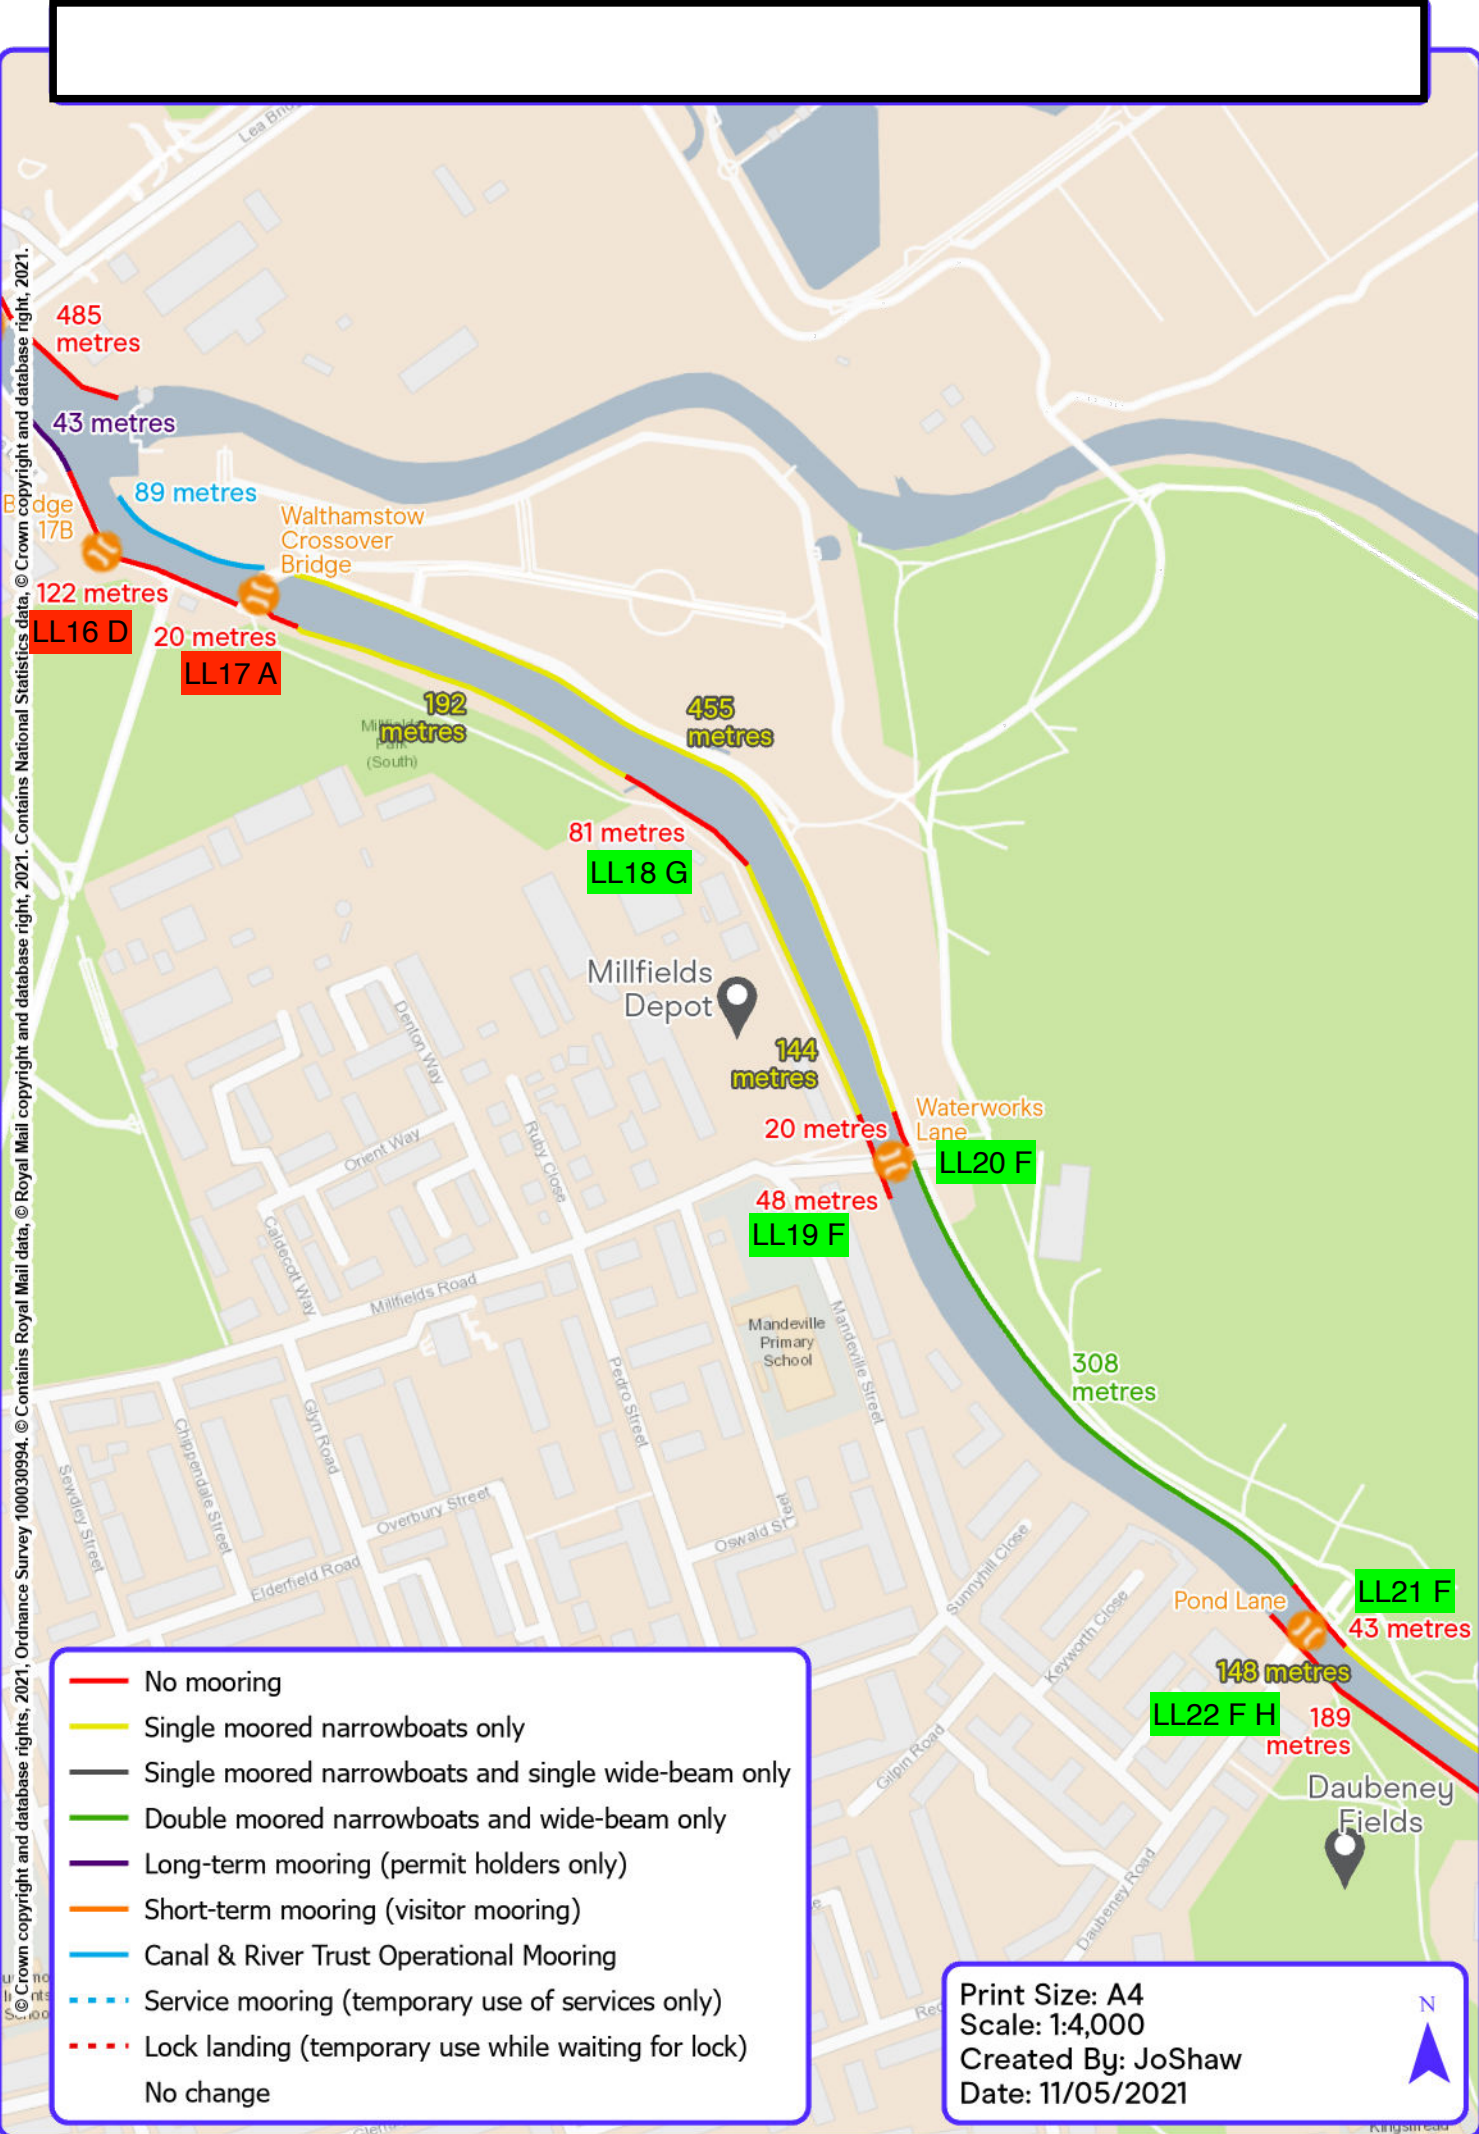 Lea Bri
© Crown copyright and database rights, 2021, Ordnance Survey 100030994. © Contains Royal Mail data, © Royal Mail copyright and database right, 2021. Contains National Statistics data, © Crown copyright and database right, 2021.
485
metres
43 metres
89 metres
17B
Walthamstow
Crossover
Bridge
122 metres
LL16 D
20 metres
LL17 A
192
metres
Park
(South)
455
metres
81 metres
LL18 G
Millfields
Depot
144
metres
Denton Way
Orient Way
Ruby Close
Caldecott Way
20 metres
Waterworks
Lane
LL20 F
48 metres
LL19 F
Millfields Road
Mandeville
Primary
School
Mandeville Street
Pedro Street
308
metres
Glyn Road
Chippendale Street
Sewdley Street
Overbury Street
Elderfield Road
Oswald St
reet
Sunnyhill Close
Keyworth Close
Pond Lane
LL21 F
43 metres
148 metres
LL22 F H
189
metres
Gilpin Road
Daubeney
Fields
Daubeney Road
No mooring
Single moored narrowboats only
Single moored narrowboats and single wide-beam only
Double moored narrowboats and wide-beam only
Long-term mooring (permit holders only)
Short-term mooring (visitor mooring)
Canal & River Trust Operational Mooring
Service mooring (temporary use of services only)
Lock landing (temporary use while waiting for lock)
No change
Print Size: A4
Scale: 1:4,000
Created By: JoShaw
Date: 11/05/2021
N